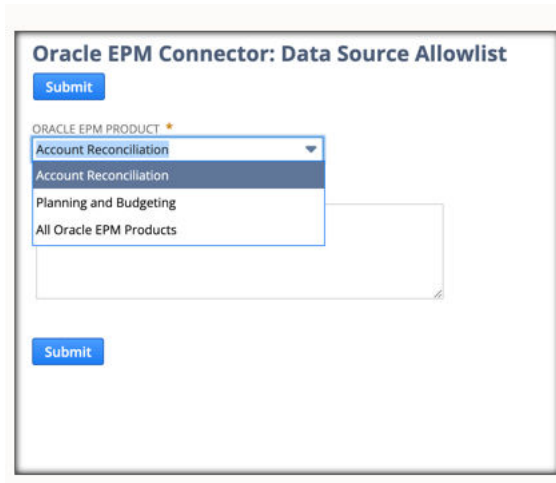 Oracle EPM Connector: Data Source Allowlist
Submit
ORACLE EPM PRODUCT *
Account Reconciliation
Account Reconciliation
Planning and Budgeting
All Oracle EPM Products
Submit